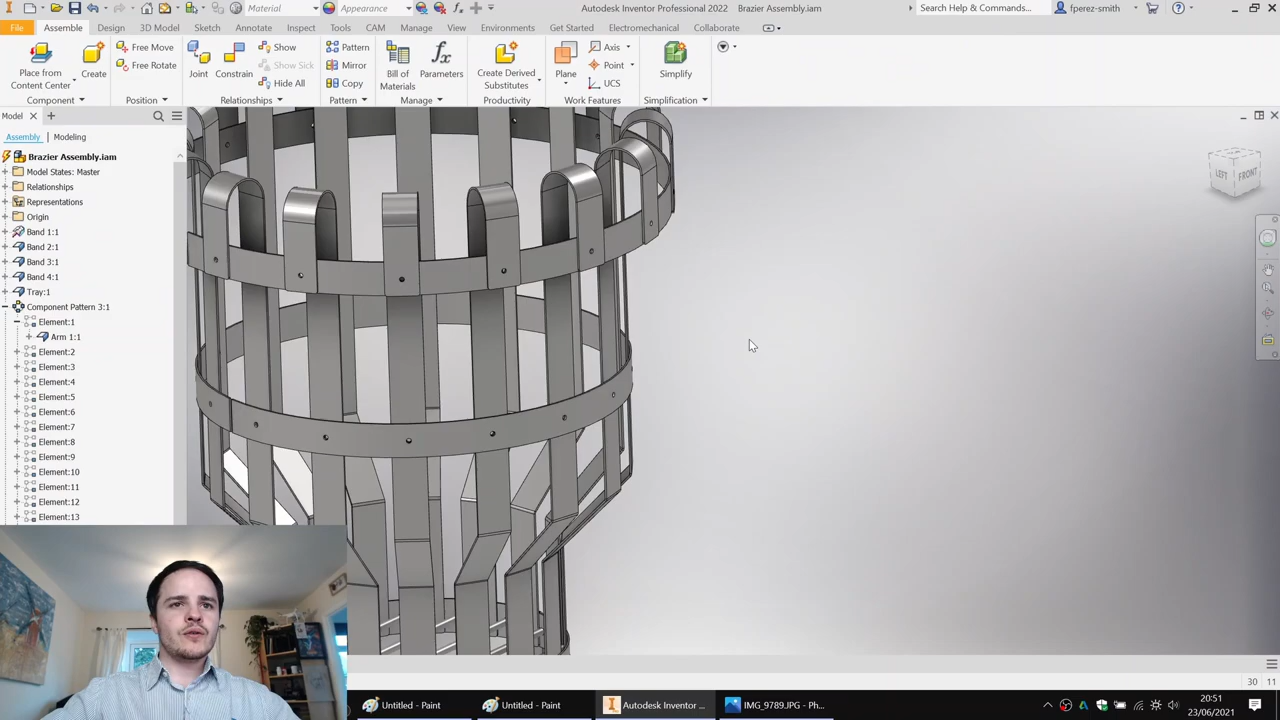 Material
Appearance
Autodesk Inventor Professional 2022 Brazier Assembly.iam
Search Help & Commands...
fperez-smith
File Assemble Design 3D Model Sketch Annotate Inspect Tools CAM Manage View Environments Get Started Electromechanical Collaborate
Place from Content Center
Create
Free Move
Free Rotate
Joint
Constrain
Show
Show Sick
Hide All
Pattern
Mirror
Copy
Bill of Materials
Parameters
Create Derived Substitutes
Plane
Axis
Point
UCS
Simplify
Component Position Relationships Pattern Manage Productivity Work Features Simplification
Model
Assembly Modeling
Brazier Assembly.iam
Model States: Master
Relationships
Representations
Origin
Band 1:1
Band 2:1
Band 3:1
Band 4:1
Tray:1
Component Pattern 3:1
Element:1
Arm 1:1
Element:2
Element:3
Element:4
Element:5
Element:6
Element:7
Element:8
Element:9
Element:10
Element:11
Element:12
Element:13
LEFT FRONT
30 11
Untitled - Paint
Untitled - Paint
Autodesk Inventor ...
IMG_9789.JPG - Ph...
20:51
23/06/2021